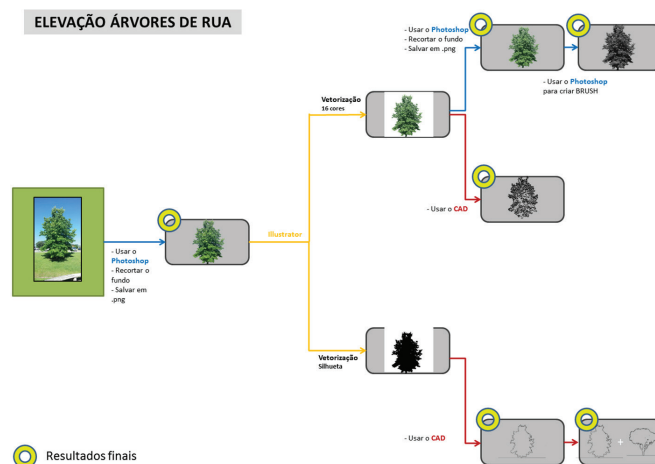 ELEVAÇÃO ÁRVORES DE RUA
- Usar o Photoshop
- Recortar o fundo
- Salvar em .png
- Usar o Photoshop
para criar BRUSH
Vetorização
16 cores
- Usar o CAD
- Usar o
Photoshop
- Recortar o
fundo
- Salvar em
.png
Illustrator
Vetorização
Silhueta
- Usar o CAD
+
Resultados finais